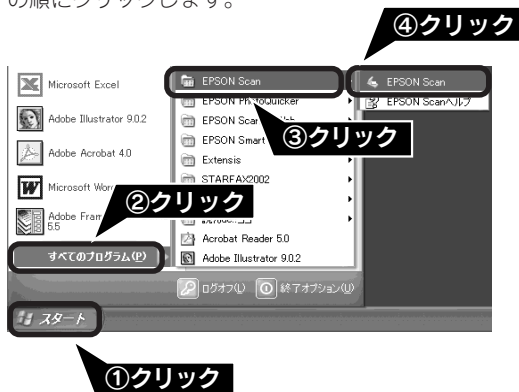 の順にクリックします。
④クリック
Microsoft Excel
Adobe Illustrator 9.0.2
Adobe Acrobat 4.0
Microsoft Wor
Adobe Fram
5.5
すべてのプログラム(P)
EPSON Scan
EPSON PhotoQuicker
EPSON Scan
EPSON Smart
Extensis
STARFAX2002
Acrobat Reader 5.0
Adobe Illustrator 9.0.2
EPSON Scan
EPSON Scanヘルプ
③クリック
②クリック
ログオフ(L)
終了オプション(U)
スタート
①クリック